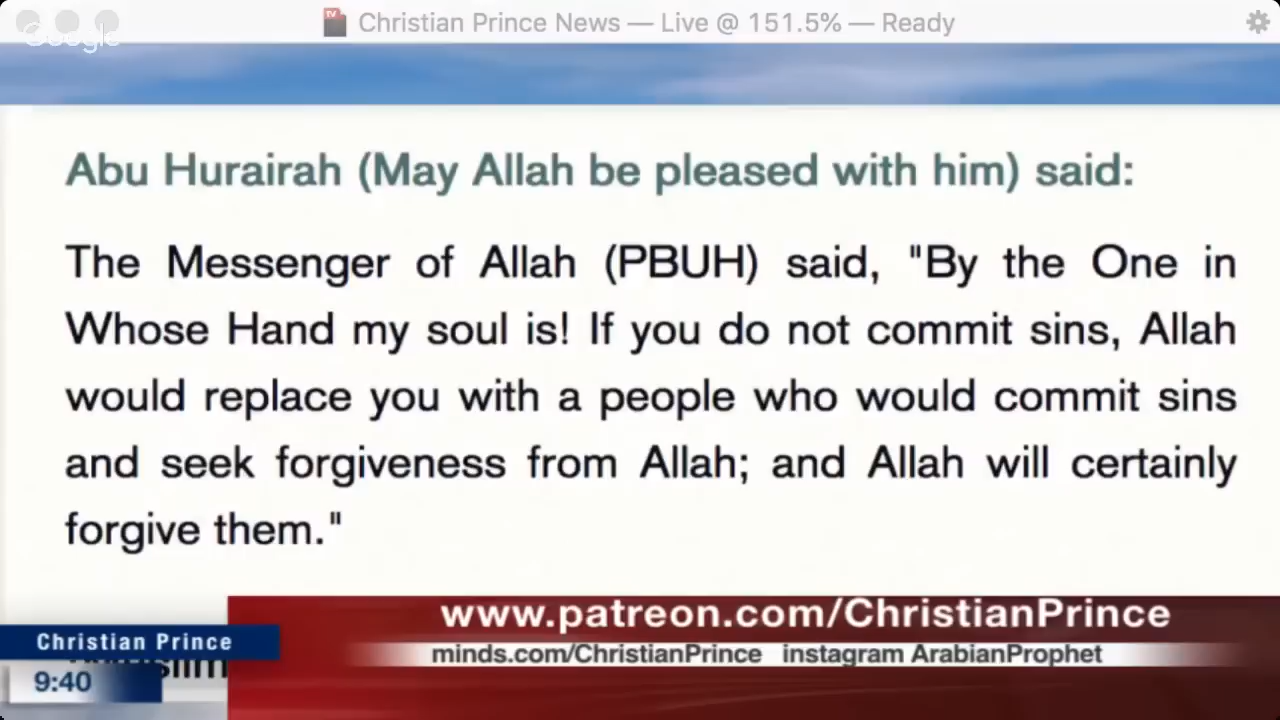 Christian Prince News — Live @ 151.5% — Ready
Google
Abu Hurairah (May Allah be pleased with him) said:
The Messenger of Allah (PBUH) said, "By the One in
Whose Hand my soul is! If you do not commit sins, Allah
would replace you with a people who would commit sins
and seek forgiveness from Allah; and Allah will certainly
forgive them."
www.patreon.com/ChristianPrince
Christian Prince
minds.com/ChristianPrince instagram ArabianProphet
9:40